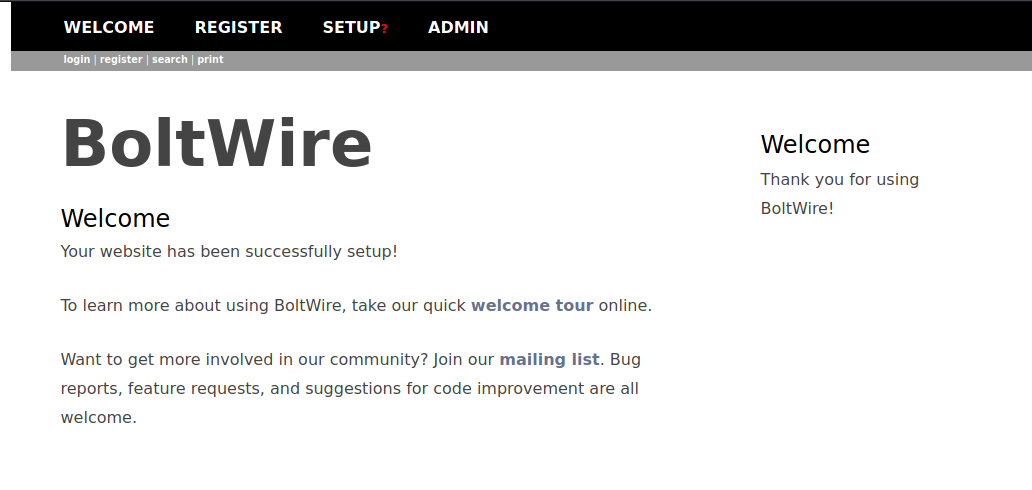 WELCOME REGISTER SETUP? ADMIN
login | register | search | print
BoltWire
Welcome
Your website has been successfully setup!
To learn more about using BoltWire, take our quick welcome tour online.
Want to get more involved in our community? Join our mailing list. Bug
reports, feature requests, and suggestions for code improvement are all
welcome.
Welcome
Thank you for using
BoltWire!